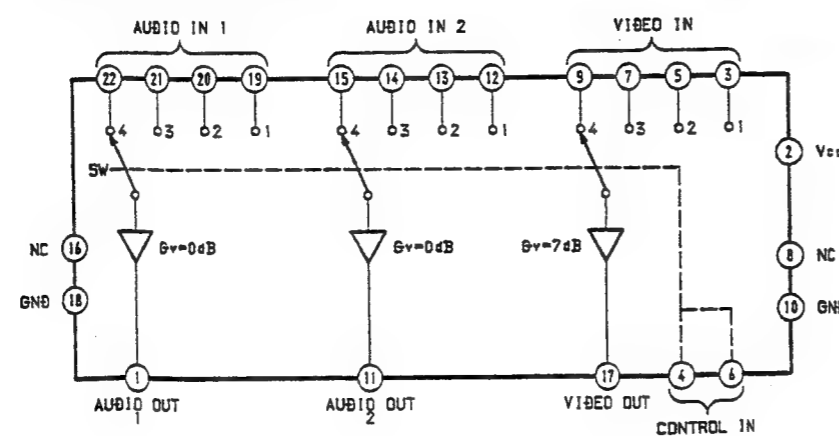 AUDIO IN 1 AUDIO IN 2 VIDEO IN
22 21 20 19 15 14 13 12 9 7 5 3
4 3 2 1 4 3 2 1 4 3 2 1
2 Vcc
SW
NC 16 Gv=0dB Gv=0dB Gv=7dB 8 NC
GND 18 10 GN
1 11 17 4 6
AUDIO OUT 1 AUDIO OUT 2 VIDEO OUT
CONTROL IN